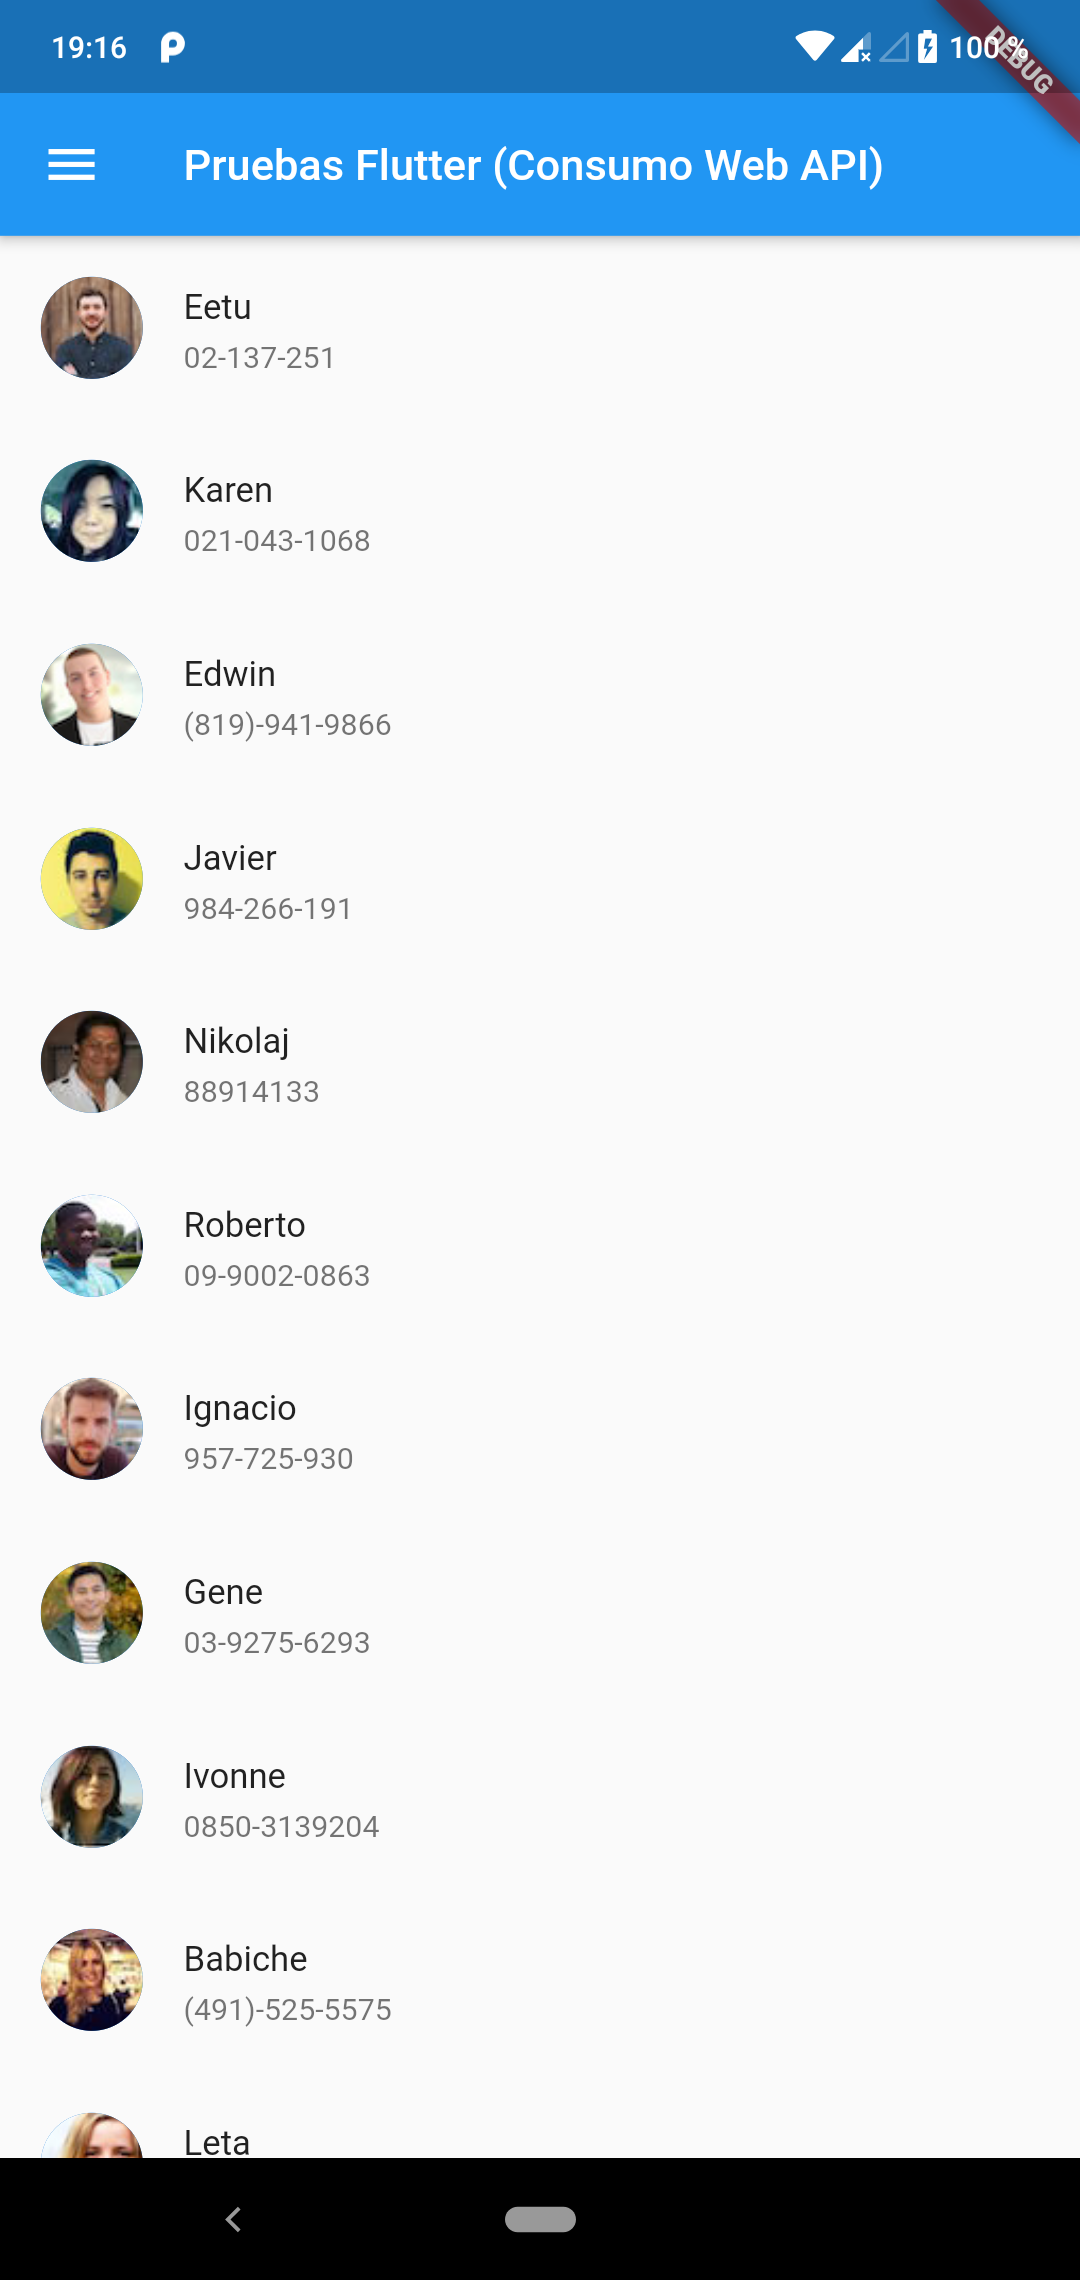 19:16 100 %
DEBUG
Pruebas Flutter (Consumo Web API)
Eetu
02-137-251
Karen
021-043-1068
Edwin
(819)-941-9866
Javier
984-266-191
Nikolaj
88914133
Roberto
09-9002-0863
Ignacio
957-725-930
Gene
03-9275-6293
Ivonne
0850-3139204
Babiche
(491)-525-5575
Leta